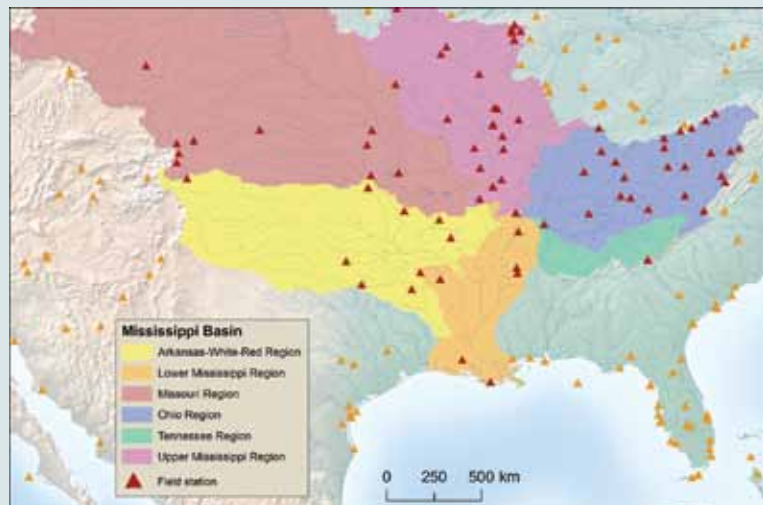 Mississippi Basin
Arkansas-White-Red Region
Lower Mississippi Region
Missouri Region
Ohio Region
Tennessee Region
Upper Mississippi Region
Field station
0 250 500 km